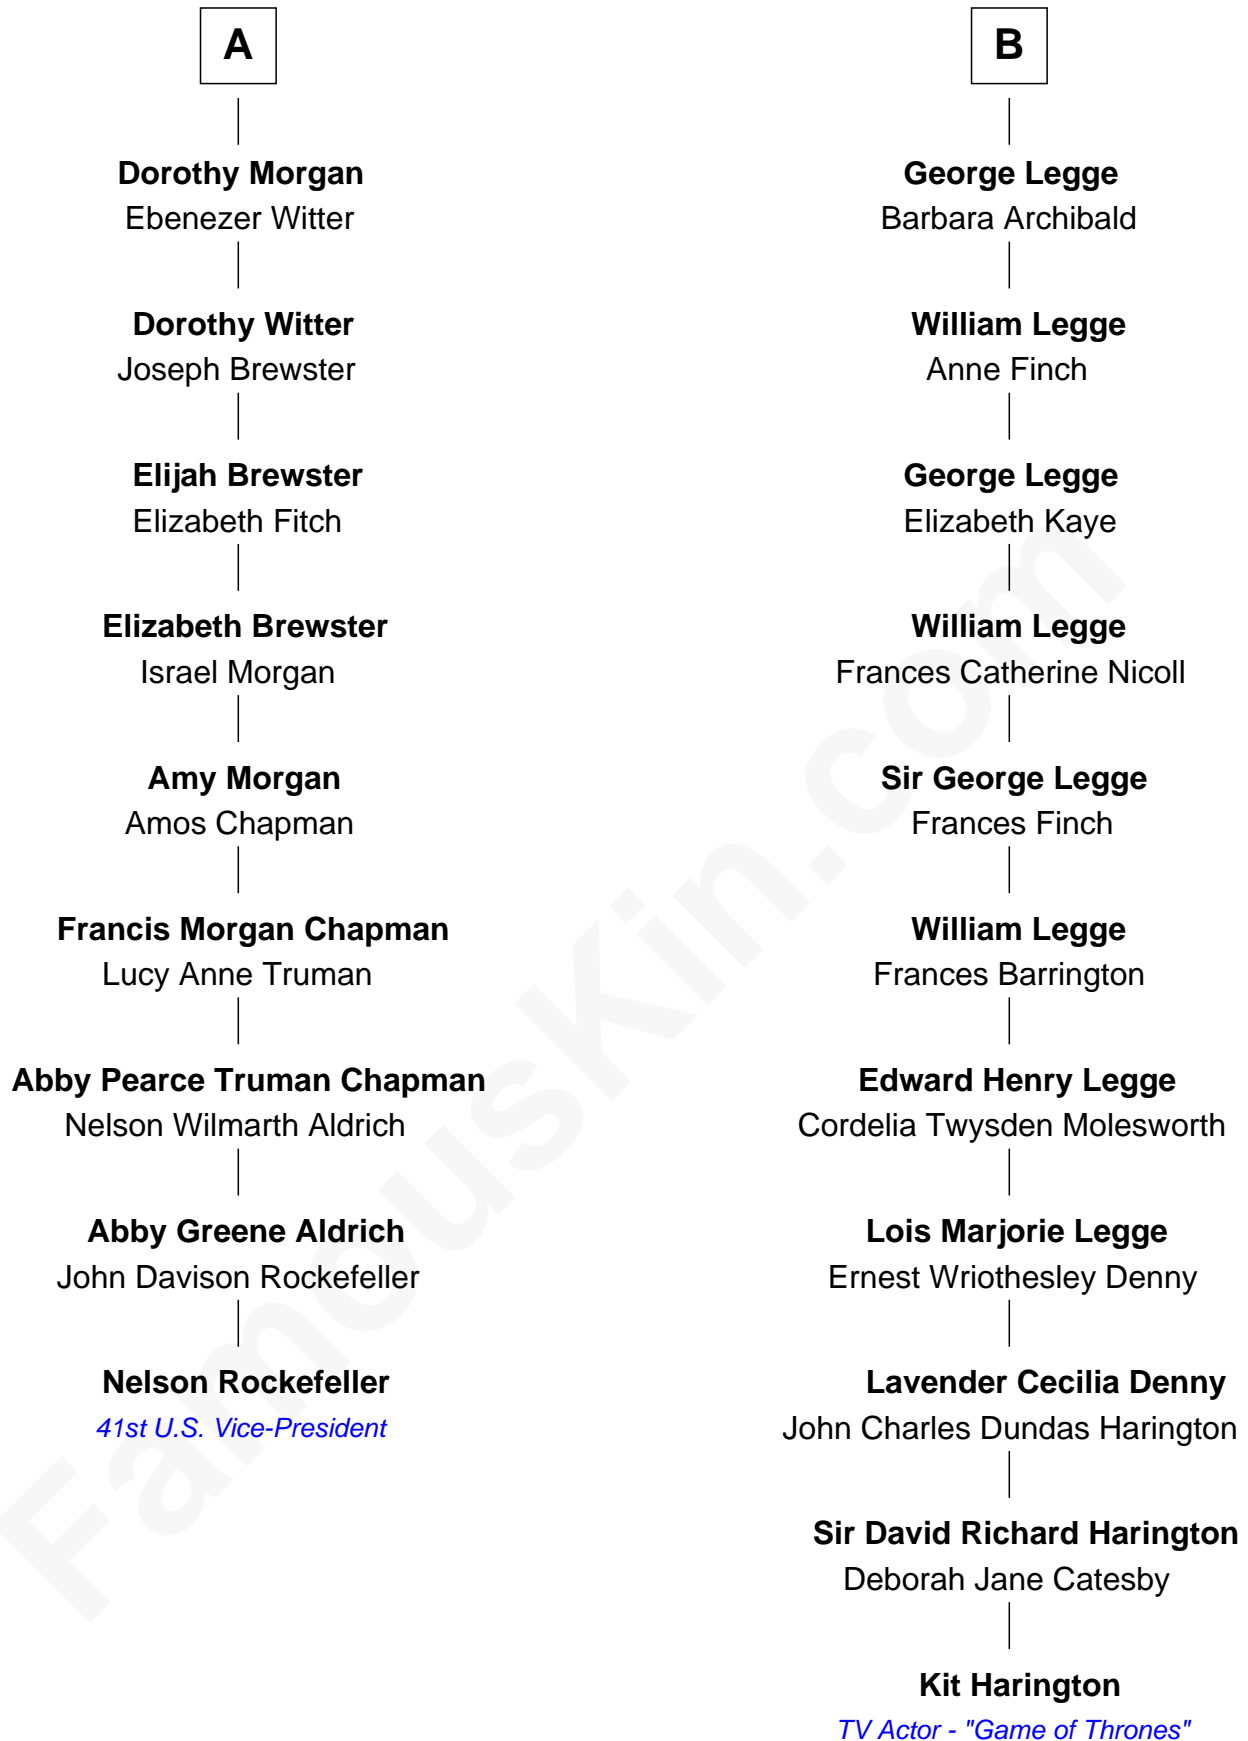 A
Dorothy Morgan
Ebenezer Witter
Dorothy Witter
Joseph Brewster
Elijah Brewster
Elizabeth Fitch
Elizabeth Brewster
Israel Morgan
Amy Morgan
Amos Chapman
Francis Morgan Chapman
Lucy Anne Truman
Abby Pearce Truman Chapman
Nelson Wilmarth Aldrich
Abby Greene Aldrich
John Davison Rockefeller
Nelson Rockefeller
41st U.S. Vice-President
B
George Legge
Barbara Archibald
William Legge
Anne Finch
George Legge
Elizabeth Kaye
William Legge
Frances Catherine Nicoll
Sir George Legge
Frances Finch
William Legge
Frances Barrington
Edward Henry Legge
Cordelia Twysden Molesworth
Lois Marjorie Legge
Ernest Wriothesley Denny
Lavender Cecilia Denny
John Charles Dundas Harington
Sir David Richard Harington
Deborah Jane Catesby
Kit Harington
TV Actor - "Game of Thrones"
FamousKin.com